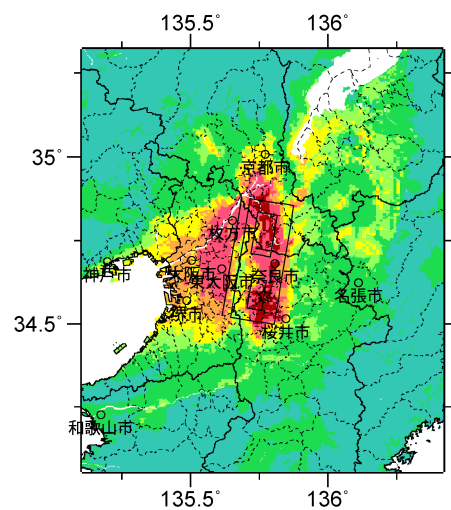 135.5° 136°
35°
京都市
枚方市
神戸市
大阪市
東大阪市
奈良市
名張市
堺市
34.5°
桜井市
和歌山市
135.5° 136°